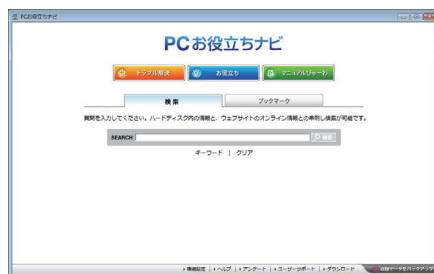 PCお役立ちナビ
PCお役立ちナビ
トラブル解決 お役立ち マニュアルびゅーわ
検索 ブックマーク
質問を入力してください。ハードディスク内の情報と、ウェブサイトのオンライン情報との串刺し検索が可能です。
SEARCH 検索
キーワード | クリア
環境設定 | ヘルプ | アンケート | ユーザーサポート | ダウンロード